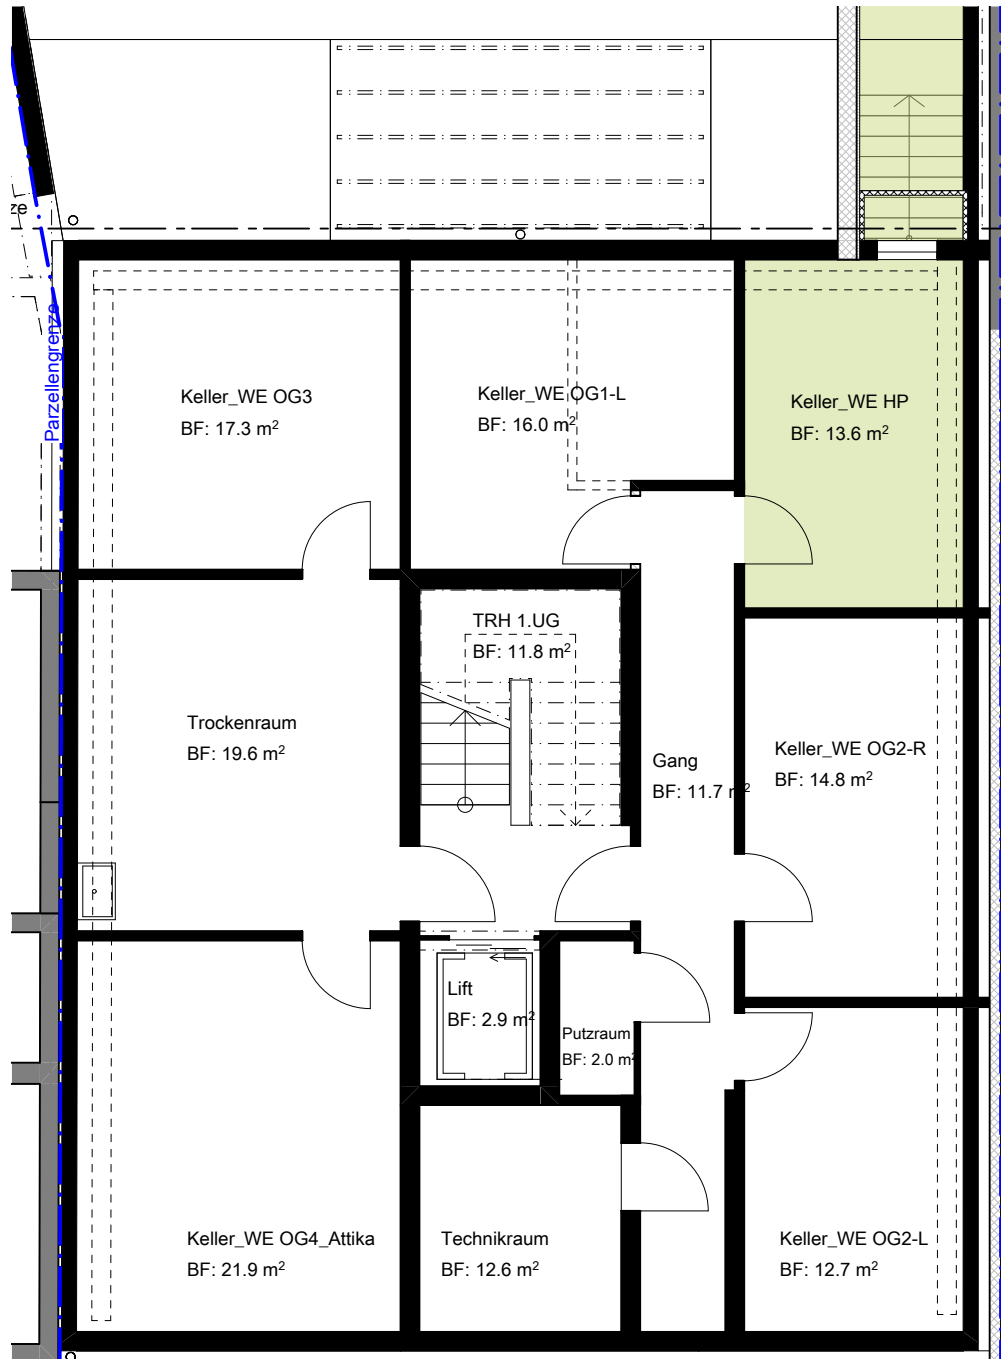 ze
Parzellengrenze
Keller_WE OG3
BF: 17.3 m²
Keller_WE OG1-L
BF: 16.0 m²
Keller_WE HP
BF: 13.6 m²
TRH 1.UG
BF: 11.8 m²
Trockenraum
BF: 19.6 m²
Gang
BF: 11.7 m²
Keller_WE OG2-R
BF: 14.8 m²
Lift
BF: 2.9 m²
Putzraum
BF: 2.0 m²
Keller_WE OG4_Attika
BF: 21.9 m²
Technikraum
BF: 12.6 m²
Keller_WE OG2-L
BF: 12.7 m²